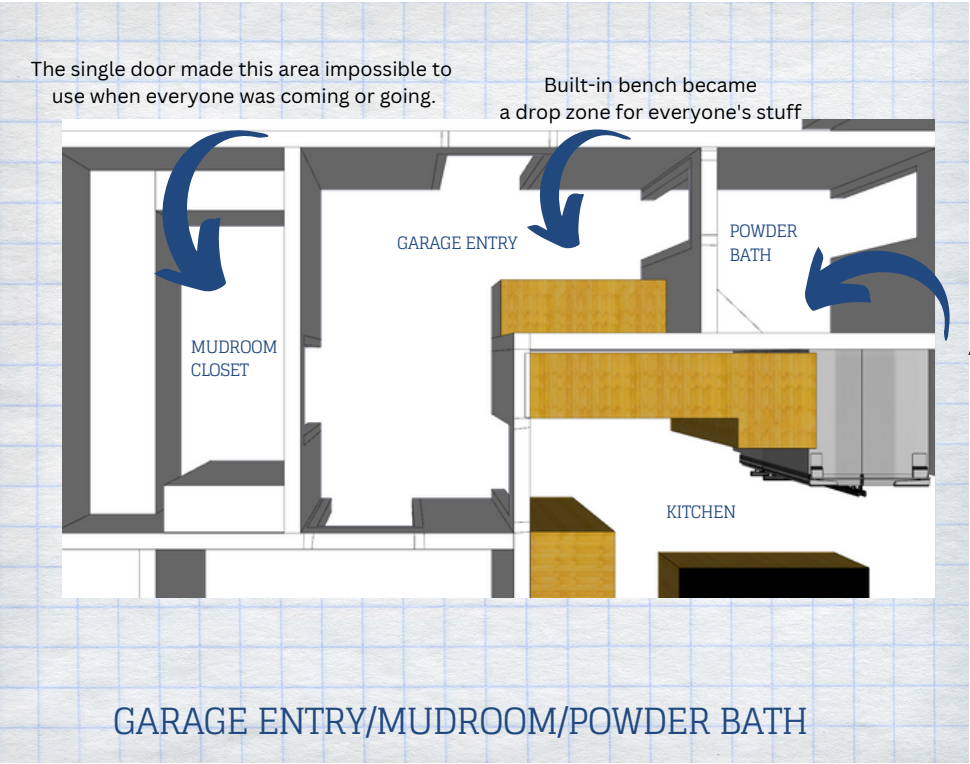 The single door made this area impossible to
use when everyone was coming or going.
Built-in bench became
a drop zone for everyone's stuff
GARAGE ENTRY
POWDER
BATH
MUDROOM
CLOSET
KITCHEN
GARAGE ENTRY/MUDROOM/POWDER BATH